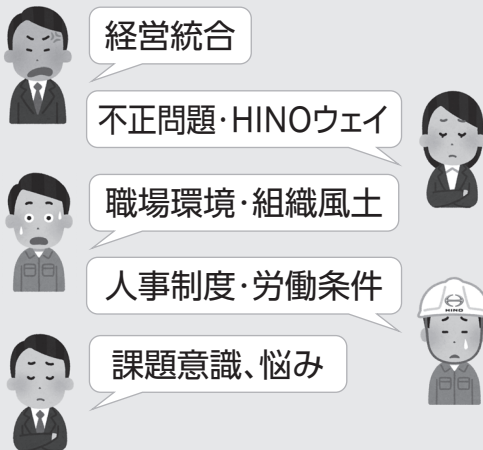 経営統合
不正問題・HINOウェイ
職場環境・組織風土
人事制度・労働条件
HINO
課題意識、悩み